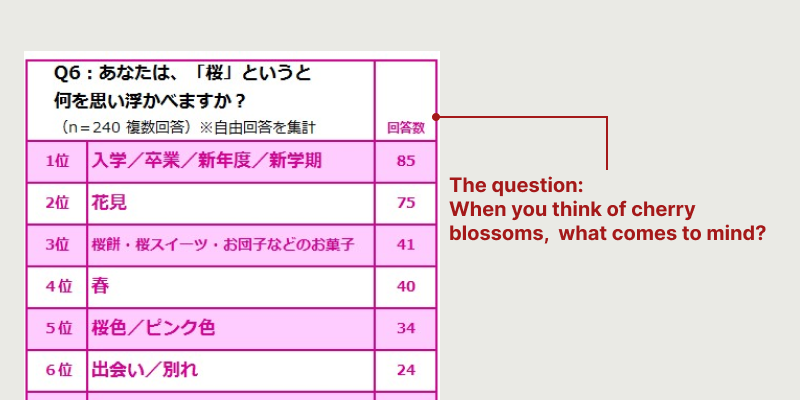 Q6：あなたは、「桜」というと
何を思い浮かべますか？
（n＝240 複数回答）※自由回答を集計 回答数
1位 入学／卒業／新年度／新学期 85
2位 花見 75
3位 桜餅・桜スイーツ・お団子などのお菓子 41
４位 春 40
５位 桜色／ピンク色 34
６位 出会い／別れ 24
The question:
When you think of cherry
blossoms, what comes to mind?